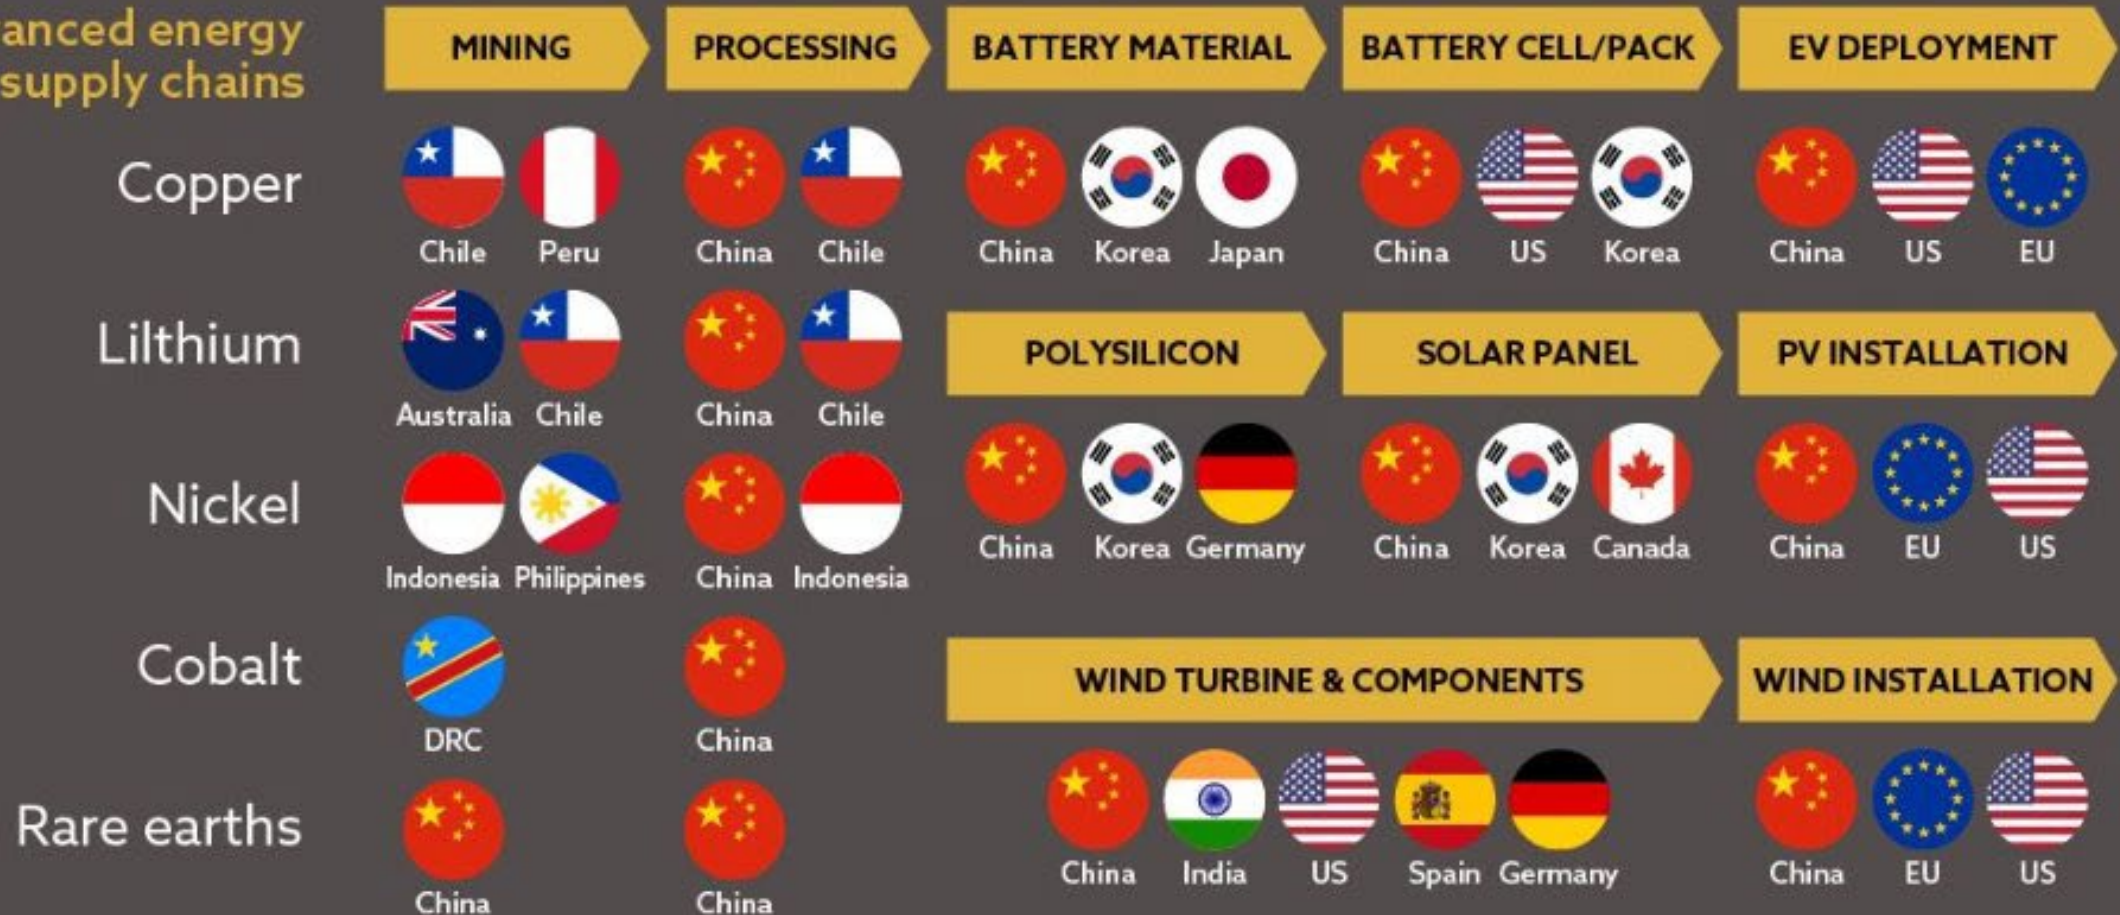 anced energy
supply chains
MINING
PROCESSING
BATTERY MATERIAL
BATTERY CELL/PACK
EV DEPLOYMENT
Copper
Chile Peru
China Chile
China Korea Japan
China US Korea
China US EU
Lilthium
Australia Chile
China Chile
POLYSILICON
SOLAR PANEL
PV INSTALLATION
Nickel
Indonesia Philippines
China Indonesia
China Korea Germany
China Korea Canada
China EU US
Cobalt
DRC
China
WIND TURBINE & COMPONENTS
WIND INSTALLATION
Rare earths
China
China
China India US Spain Germany
China EU US